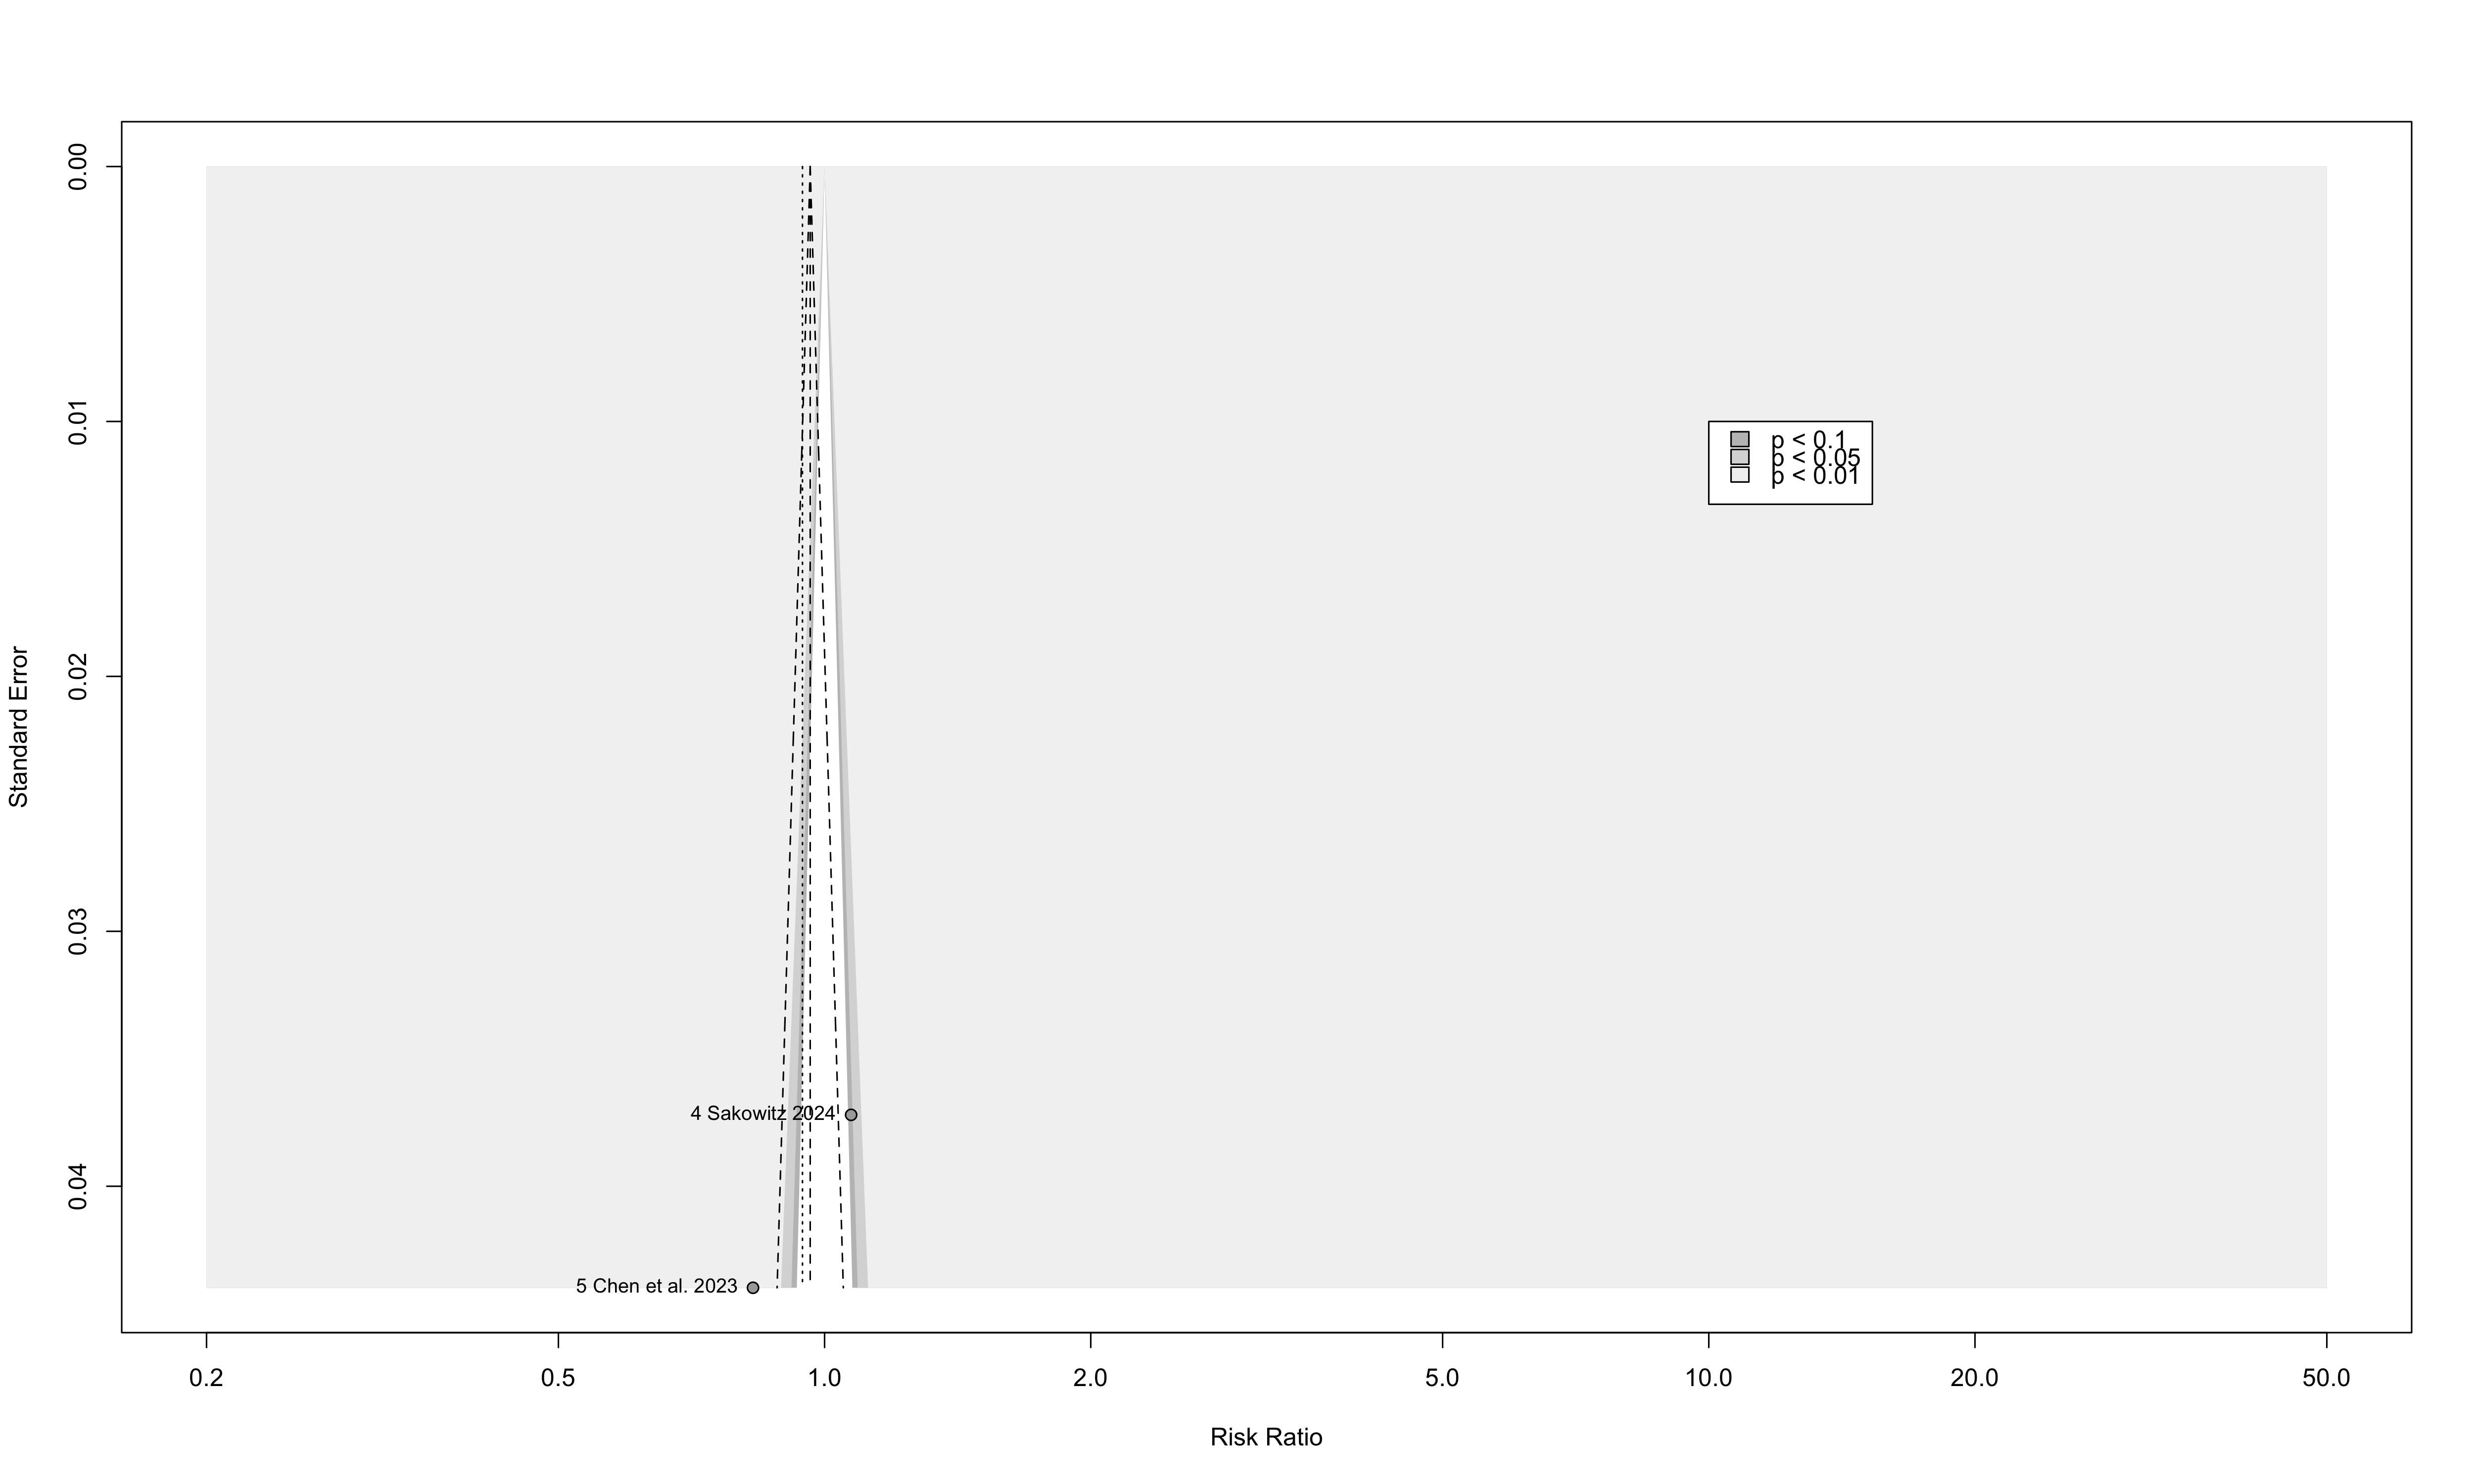 Standard Error
0.00
0.01
0.02
0.03
0.04
p < 0.1
p < 0.05
p < 0.01
4 Sakowitz 2024
5 Chen et al. 2023
0.2 0.5 1.0 2.0 5.0 10.0 20.0 50.0
Risk Ratio